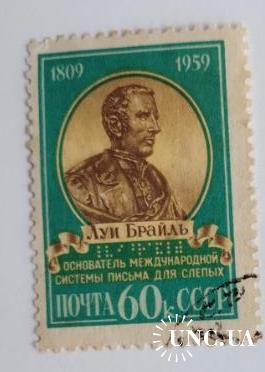 1809 1959
Луи Брайль
ОСНОВАТЕЛЬ МЕЖДУНАРОДНОЙ
СИСТЕМЫ ПИСЬМА ДЛЯ СЛЕПЫХ
ПОЧТА 60к. СССР
UNC.UA